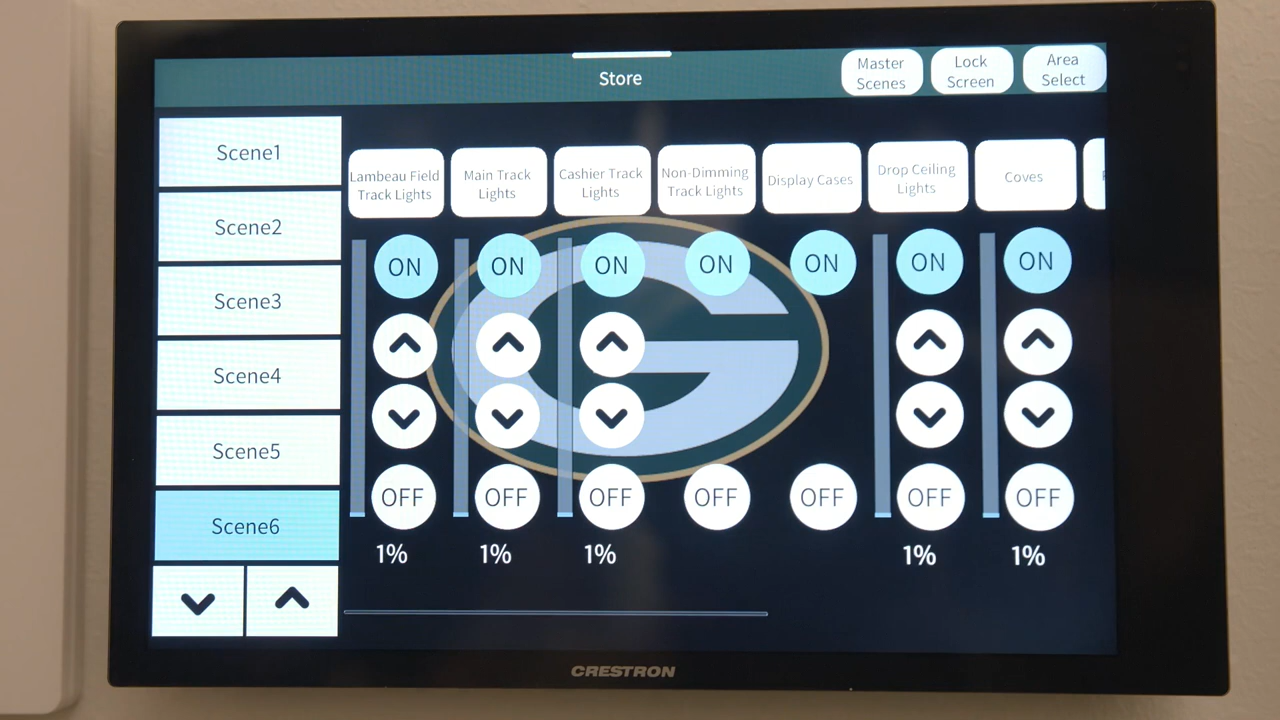 Store
Master
Scenes
Lock
Screen
Area
Select
Scene1
Scene2
Scene3
Scene4
Scene5
Scene6
Lambeau Field
Track Lights
Main Track
Lights
Cashier Track
Lights
Non-Dimming
Track Lights
Display Cases
Drop Ceiling
Lights
Coves
ON ON ON ON ON ON ON
G
OFF OFF OFF OFF OFF OFF OFF
1% 1% 1% 1% 1%
CRESTRON